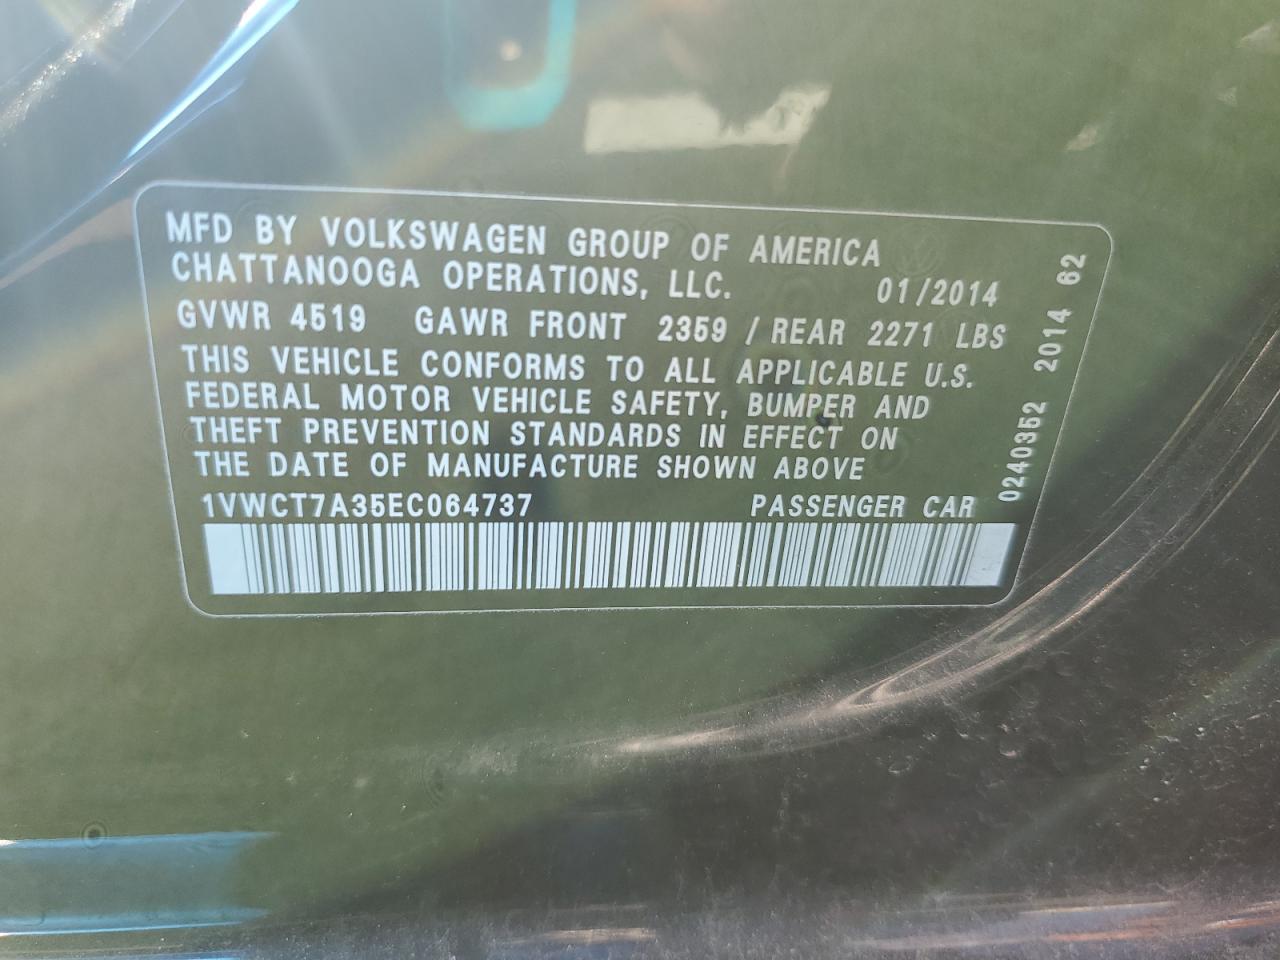 MFD BY VOLKSWAGEN GROUP OF AMERICA
CHATTANOOGA OPERATIONS, LLC. 01/2014
GVWR 4519 GAWR FRONT 2359 / REAR 2271 LBS
THIS VEHICLE CONFORMS TO ALL APPLICABLE U.S.
FEDERAL MOTOR VEHICLE SAFETY, BUMPER AND
THEFT PREVENTION STANDARDS IN EFFECT ON
THE DATE OF MANUFACTURE SHOWN ABOVE
1VWCT7A35EC064737 PASSENGER CAR
0240352 2014 62